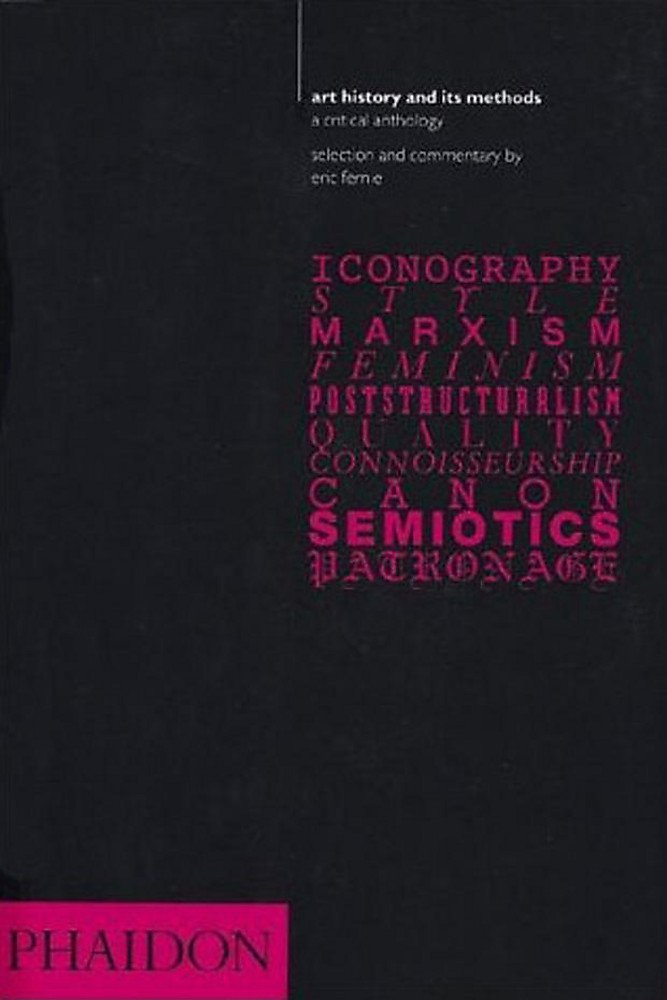 art history and its methods
a critical anthology
selection and commentary by
eric fernie
ICONOGRAPHY
STYLE
MARXISM
FEMINISM
POSTSTRUCTURALISM
QUALITY
CONNOISSEURSHIP
CANON
SEMIOTICS
PATRONAGE
PHAIDON